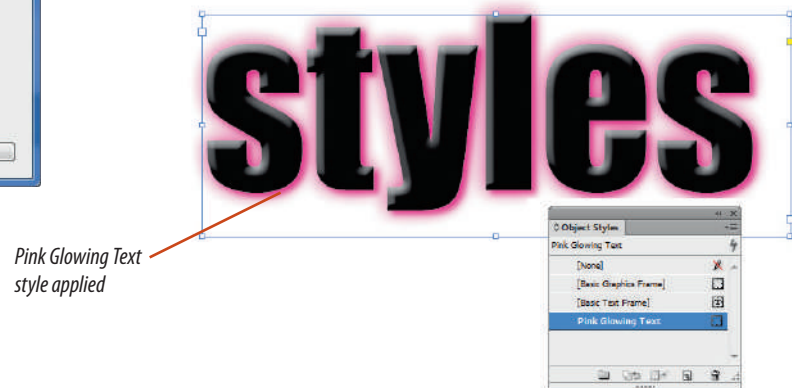 styles
Pink Glowing Text
style applied
Object Styles
Pink Glowing Text
[None]
[Basic Graphics Frame]
[Basic Text Frame]
Pink Glowing Text